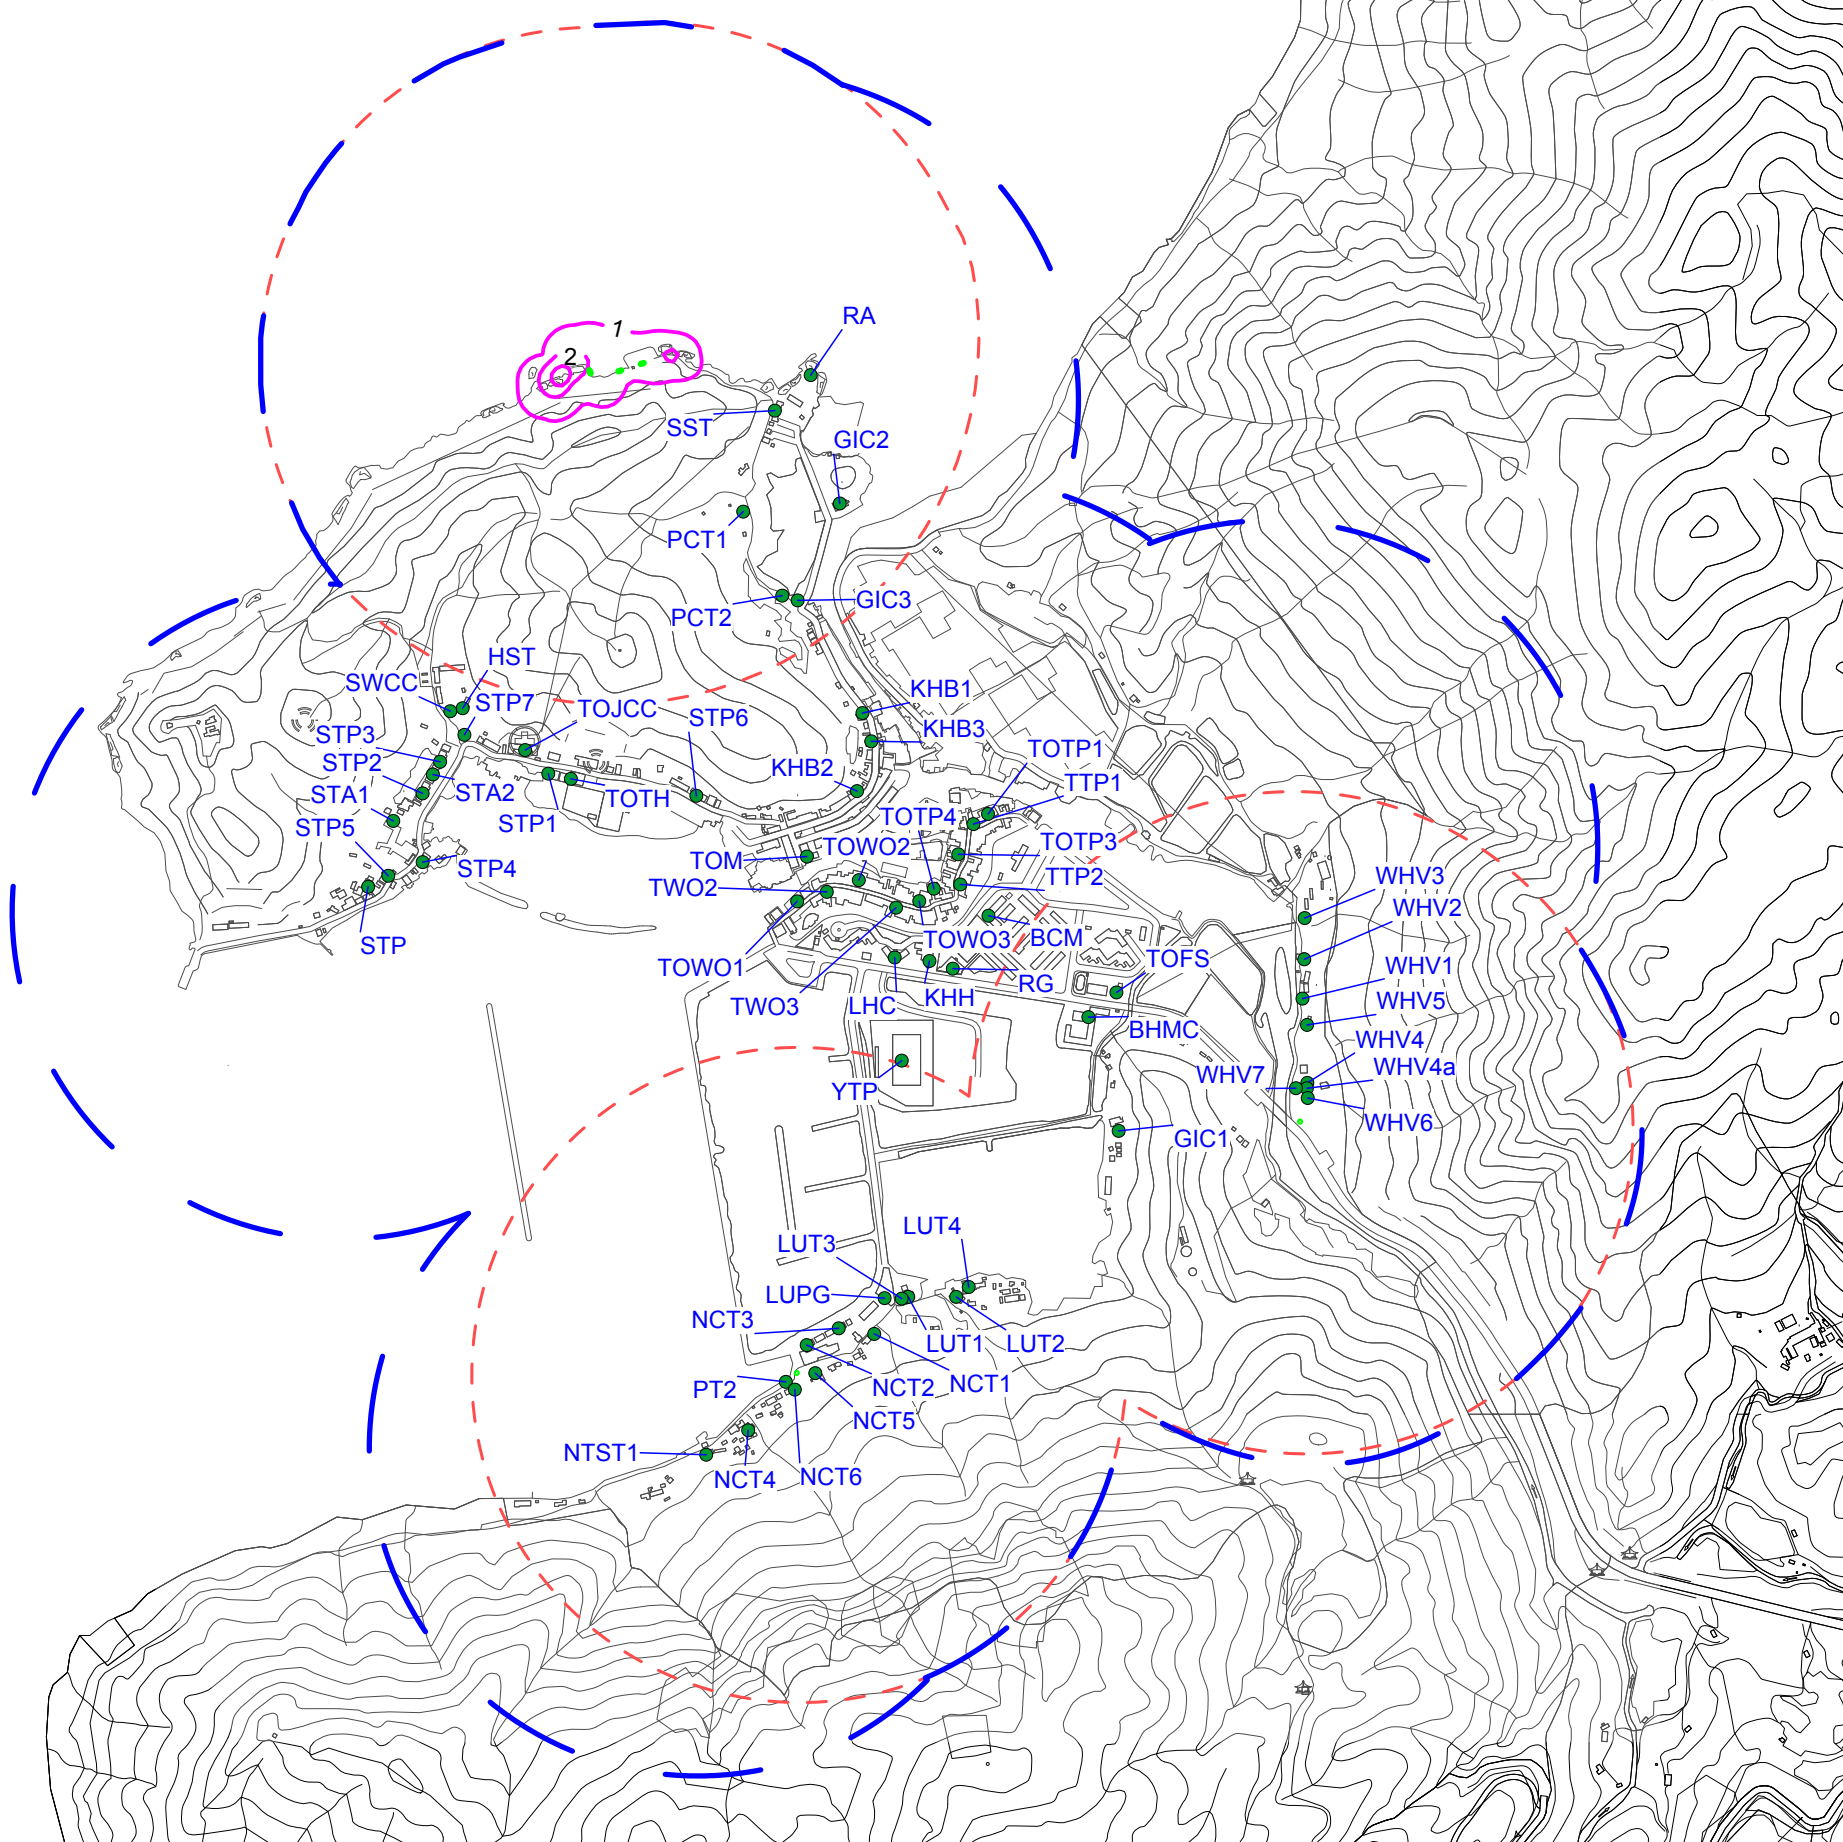 RA
1
2
SST
GIC2
PCT1
PCT2
GIC3
HST
SWCC
STP7
TOJCC
STP6
KHB1
STP3
KHB3
TOTP1
STP2
KHB2
TTP1
STA1
STA2
TOTH
TOTP4
STP5
STP1
TOTP3
TOM
TOWO2
STP4
TWO2
TTP2
WHV3
WHV2
STP
TOWO3
BCM
TOFS
TOWO1
WHV1
RG
TWO3
LHC
KHH
WHV5
BHMC
WHV4
WHV7
WHV4a
YTP
WHV6
GIC1
LUT4
LUT3
LUPG
NCT3
LUT1
LUT2
PT2
NCT2
NCT1
NCT5
NTST1
NCT4
NCT6